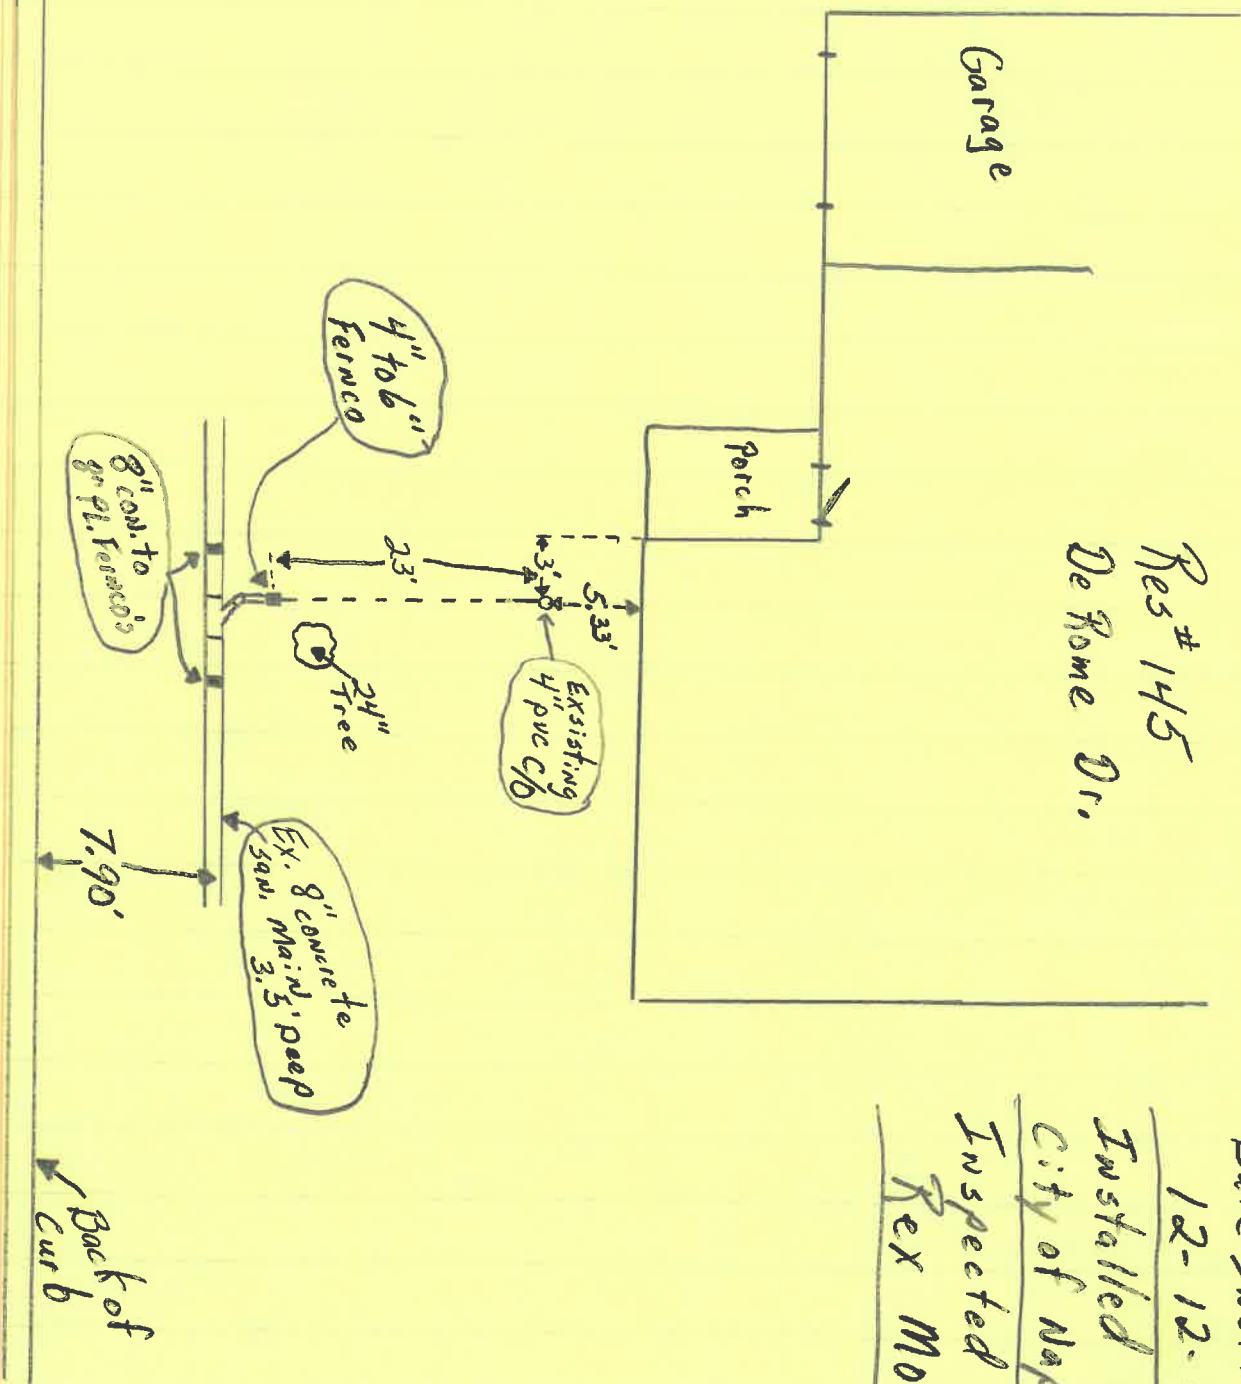 Garage
Porch
Res# 145
De Rome Dr.
4" to 6"
Fernco
8" con. to
Pl. Fernco's
23'
3'
5.33'
24"
Tree
Exsisting
4" pvc C/O
Ex. 8" concrete
san. Main,
3.5' Deep
7.90'
Back of
Curb
12-12-
Installed
City of Nap
Inspected
Rex Mo